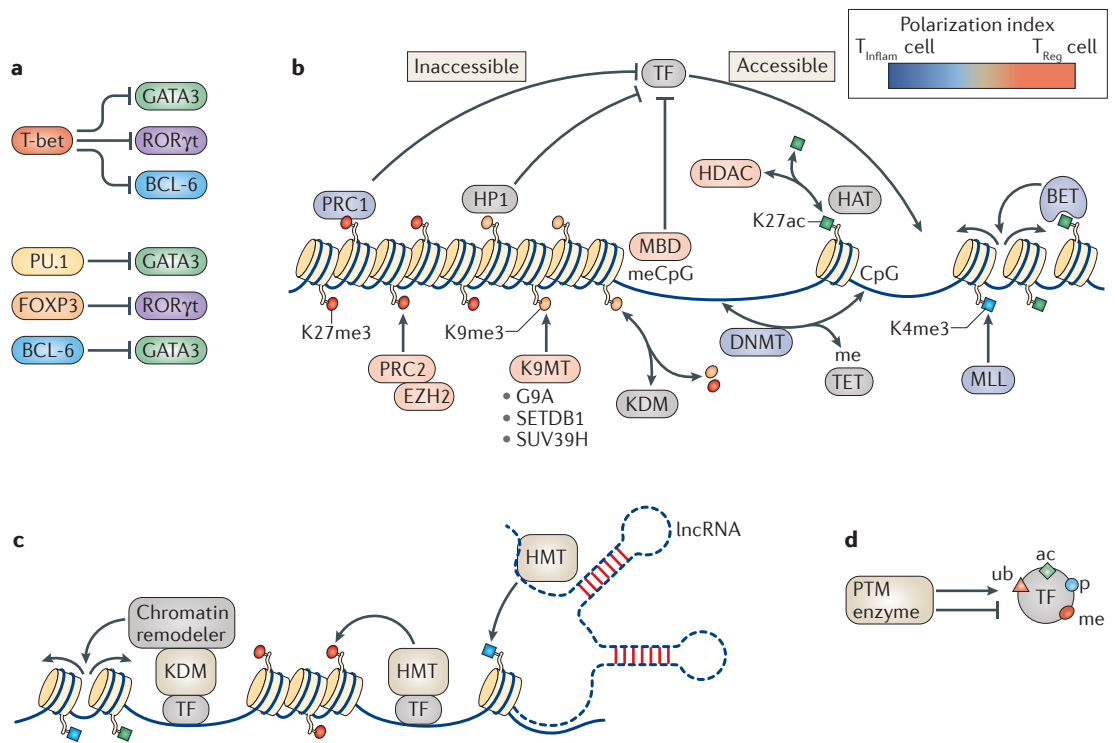 Polarization index
T_Inflam cell
T_Reg cell
a
T-bet
GATA3
RORγt
BCL-6
PU.1
GATA3
FOXP3
RORγt
BCL-6
GATA3
b
Inaccessible
TF
Accessible
PRC1
HP1
MBD
meCpG
HDAC
HAT
K27ac
CpG
BET
K27me3
K9me3
PRC2
EZH2
K9MT
• G9A
• SETDB1
• SUV39H
KDM
DNMT
me
TET
K4me3
MLL
c
Chromatin
remodeler
KDM
TF
HMT
TF
HMT
lncRNA
d
PTM
enzyme
ub
ac
p
me
TF